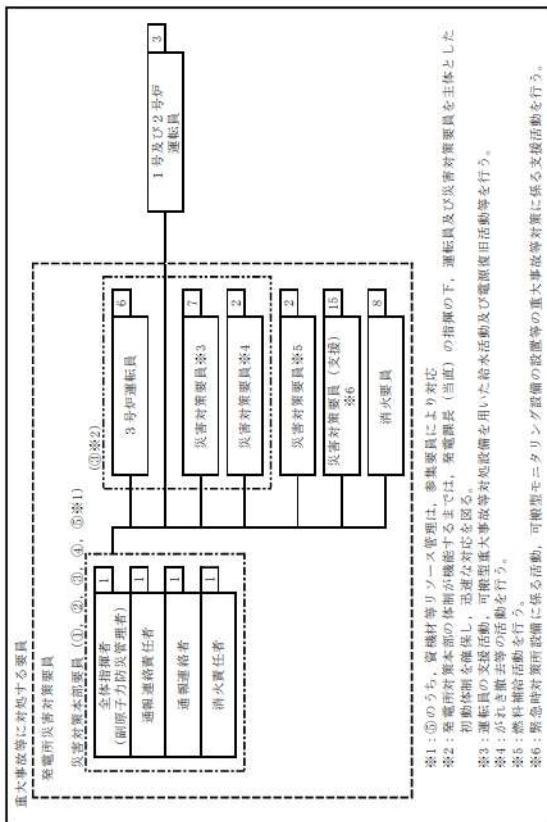 重大事故等に対処する要員
発電所災害対策要員
災害対策本部要員（①，②，③，④，⑤※1）
全体指揮者
（副原子力防災管理者）
1
通報連絡責任者
1
通報連絡者
1
消火責任者
1
（③※2）
3号炉運転員
6
災害対策要員※3
7
災害対策要員※4
2
災害対策要員※5
2
災害対策要員（支援）
※6
15
消火要員
8
1号及び2号炉
運転員
3
※1：⑤のうち，資機材等リソース管理は，参集要員により対応
※2：発電所対策本部の体制が機能するまでは，発電課長（当直）の指揮の下，運転員及び災害対策要員を主体とした
初動体制を確保し，迅速な対応を図る。
※3：運転員の支援活動，可搬型重大事故等対処設備を用いた給水活動及び電源復旧活動等を行う。
※4：がれき撤去等の活動を行う。
※5：燃料補給活動を行う。
※6：緊急時対策所設備に係る活動，可搬型モニタリング設備の設置等の重大事故等対策に係る支援活動を行う。